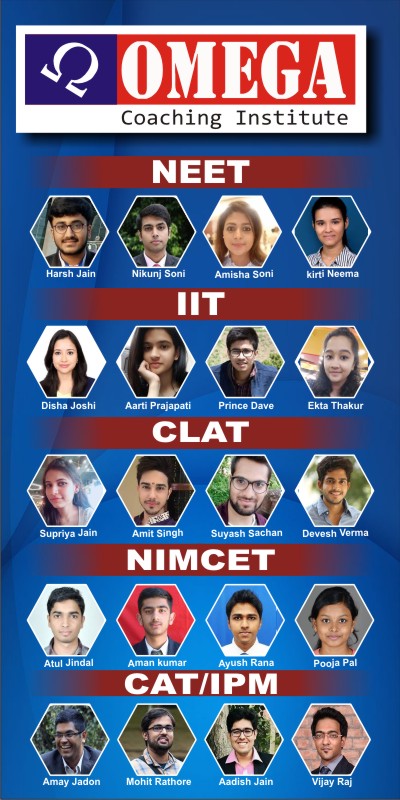 Ω OMEGA
Coaching Institute
NEET
Harsh Jain Nikunj Soni Amisha Soni kirti Neema
IIT
Disha Joshi Aarti Prajapati Prince Dave Ekta Thakur
CLAT
Supriya Jain Amit Singh Suyash Sachan Devesh Verma
NIMCET
Atul Jindal Aman kumar Ayush Rana Pooja Pal
CAT/IPM
Amay Jadon Mohit Rathore Aadish Jain Vijay Raj